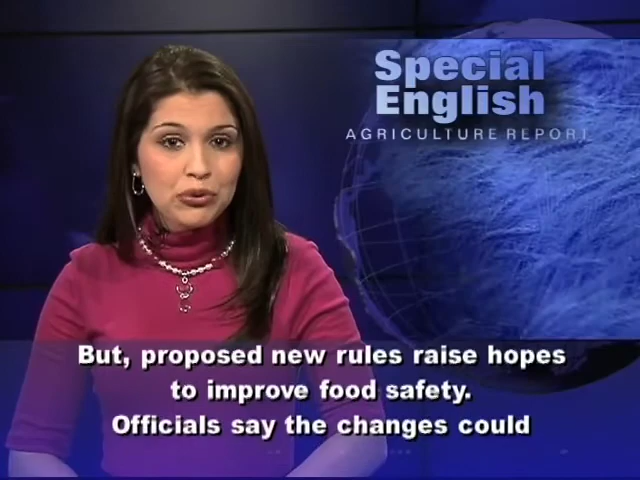 Special
English
AGRICULTURE REPORT
But, proposed new rules raise hopes
to improve food safety.
Officials say the changes could